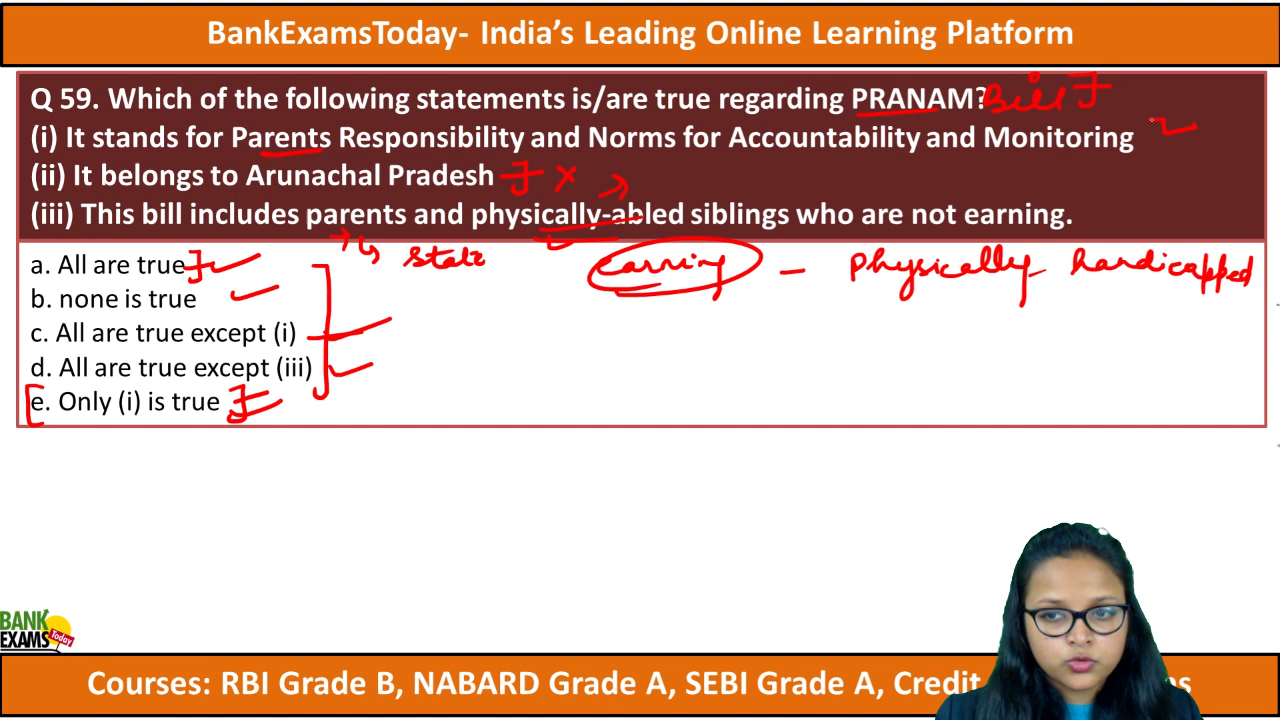 BankExamsToday- India's Leading Online Learning Platform
Q 59. Which of the following statements is/are true regarding PRANAM? Bill
(i) It stands for Parents Responsibility and Norms for Accountability and Monitoring
(ii) It belongs to Arunachal Pradesh
(iii) This bill includes parents and physically-abled siblings who are not earning.
a. All are true
state earning - physically handicapped
b. none is true
c. All are true except (i)
d. All are true except (iii)
e. Only (i) is true
BANK
EXAMS Today
Courses: RBI Grade B, NABARD Grade A, SEBI Grade A, Credit